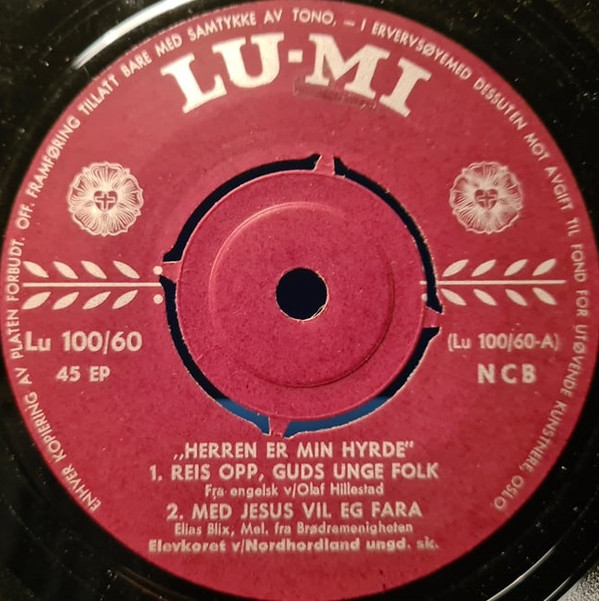 ENHVER KOPIERING AV PLATEN FORBUDT. OFF. FRAMFØRING TILLATT BARE MED SAMTYKKE AV TONO, — I ERVERVSØYEMED DESSUTEN MOT AVGIFT TIL FOND FOR UTØVENDE KUNSTNERE, OSLO
LU-MI
Lu 100/60
45 EP
(Lu 100/60-A)
NCB
„HERREN ER MIN HYRDE"
1. REIS OPP, GUDS UNGE FOLK
Fra engelsk v/Olaf Hillestad
2. MED JESUS VIL EG FARA
Elias Blix, Mel. fra Brødremenigheten
Elevkoret v/Nordhordland ungd. sk.